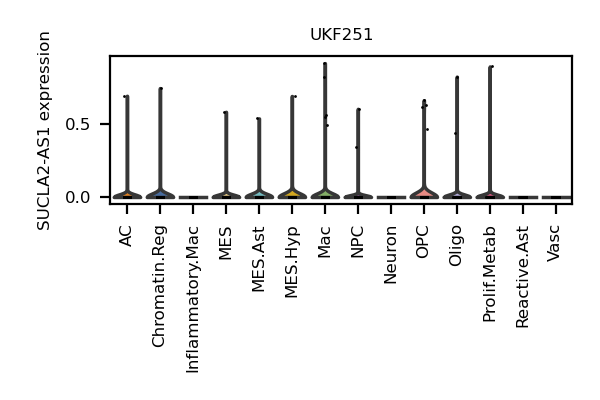 UKF251
SUCLA2-AS1 expression
0.5
0.0
AC
Chromatin.Reg
Inflammatory.Mac
MES
MES.Ast
MES.Hyp
Mac
NPC
Neuron
OPC
Oligo
Prolif.Metab
Reactive.Ast
Vasc